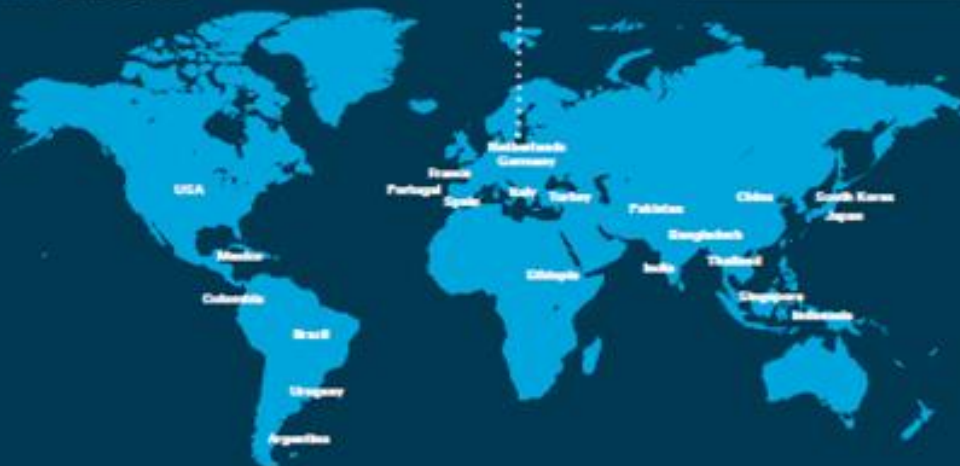 Netherlands
Germany
France
USA
Portugal
Italy
Turkey
China
South Korea
Spain
Pakistan
Japan
Bangladesh
Mexico
Thailand
India
Ethiopia
Colombia
Singapore
Indonesia
Brazil
Uruguay
Argentina